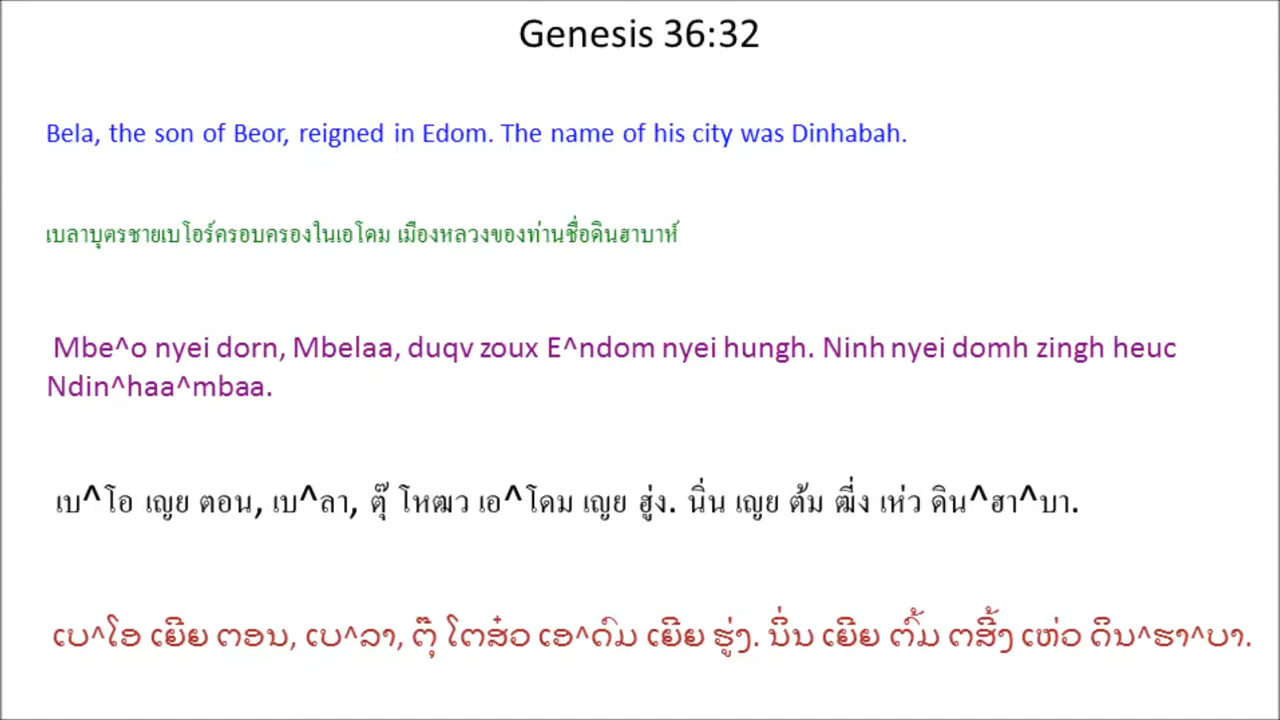 Genesis 36:32
Bela, the son of Beor, reigned in Edom. The name of his city was Dinhabah.
เบลาบุตรชายเบโอร์ครอบครองในเอโดม เมืองหลวงของท่านชื่อดินฮาบาห์
Mbe^o nyei dorn, Mbelaa, duqv zoux E^ndom nyei hungh. Ninh nyei domh zingh heuc
Ndin^haa^mbaa.
เบ^โอ เญย ตอน, เบ^ลา, ตุ๊ โหฒว เอ^โดม เญย ฮู่ง. นิ่น เญย ต้ม ฒี่ง เห่ว ดิน^ฮา^บา.
ເບ^ໂອ ເຍີຍ ຕອນ, ເບ^ລາ, ຕຸ໊ ໂຕສ໋ວ ເອ^ດົມ ເຍີຍ ຮູ່ງ. ນິ່ນ ເຍີຍ ຕົ້ມ ຕສີ້ງ ເຫ່ວ ດິນ^ຮາ^ບາ.